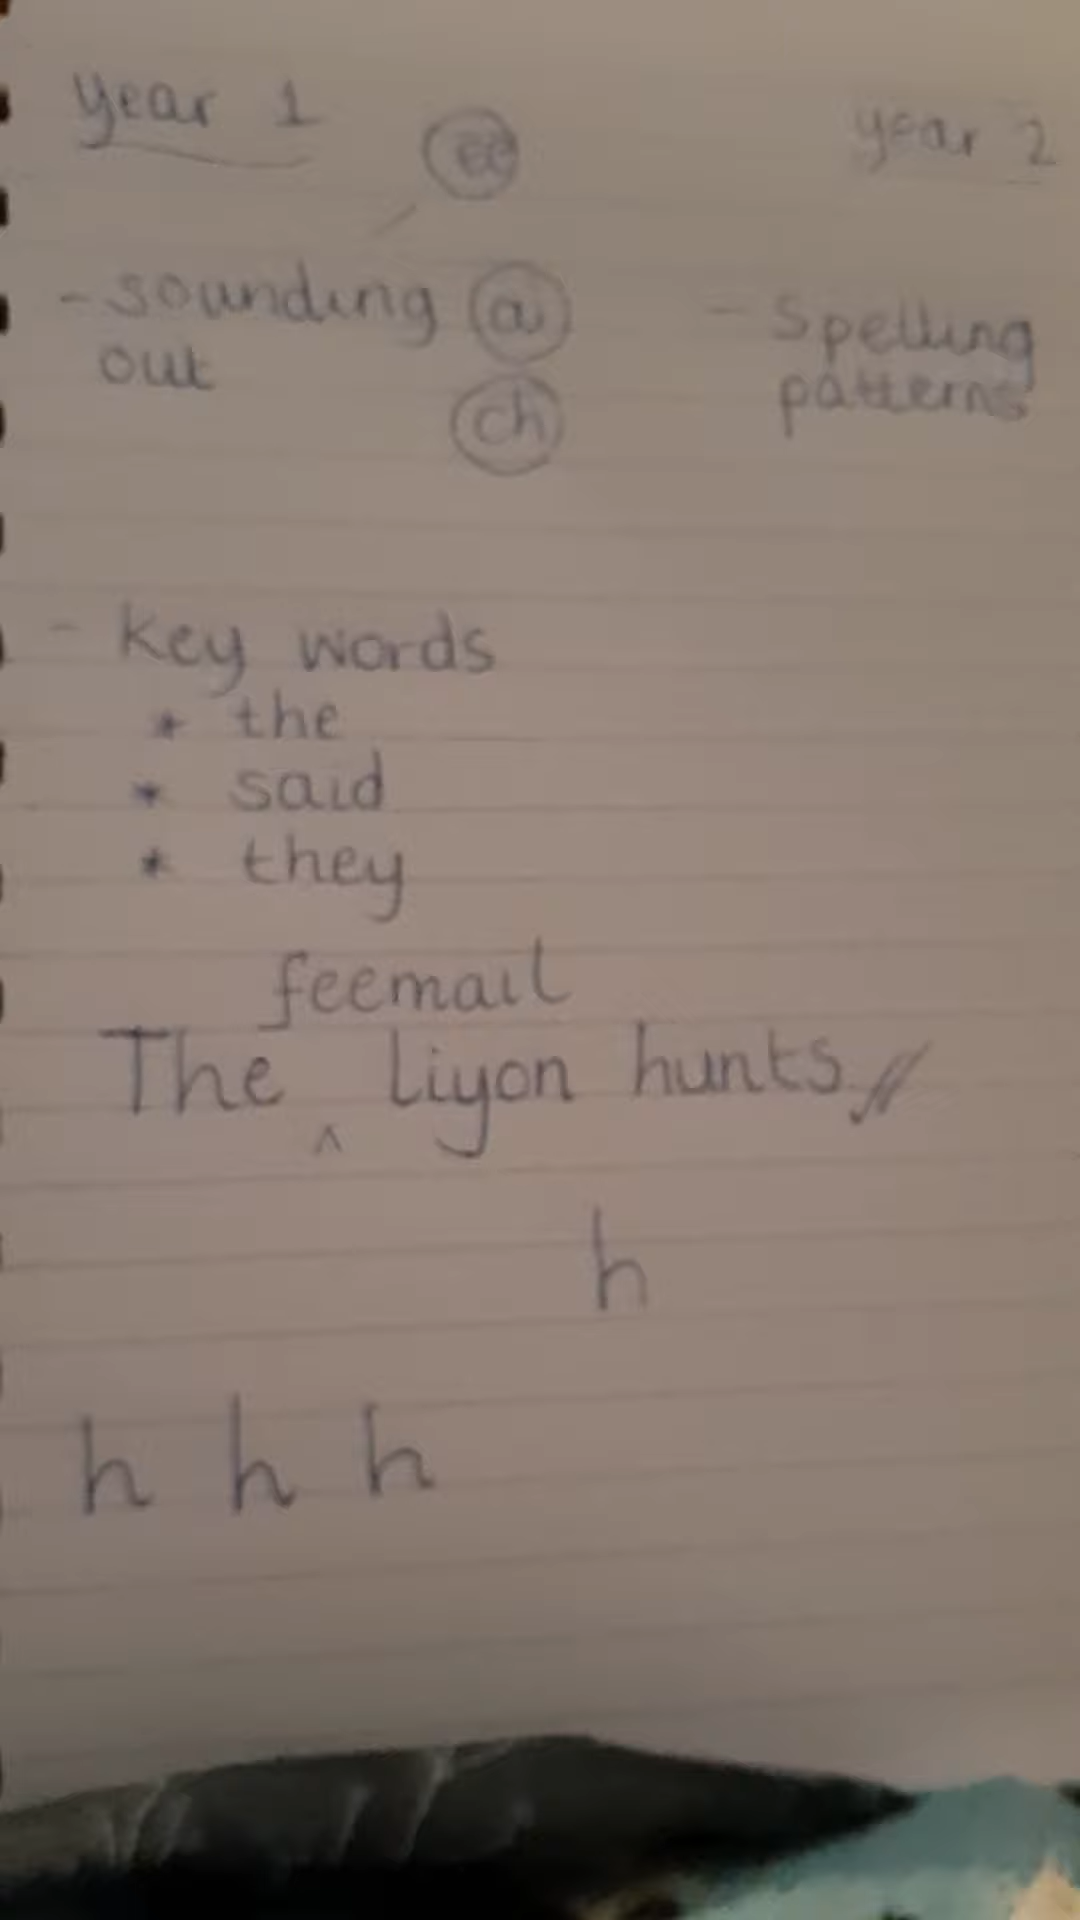 year 1
year 2
ee
- sounding
out
ai
ch
- Spelling
patterns
- key words
* the
* said
* they
feemail
The ^ Liyon hunts //
h
h h h